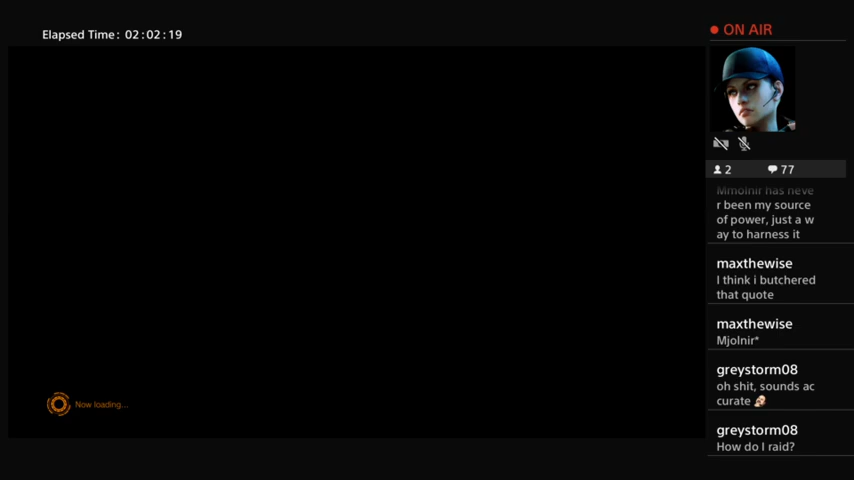 Elapsed Time: 02:02:19
ON AIR
2
77
Mmolnir has neve
r been my source
of power, just a w
ay to harness it
maxthewise
I think i butchered
that quote
maxthewise
Mjolnir*
greystorm08
oh shit, sounds ac
curate
greystorm08
How do I raid?
Now loading...